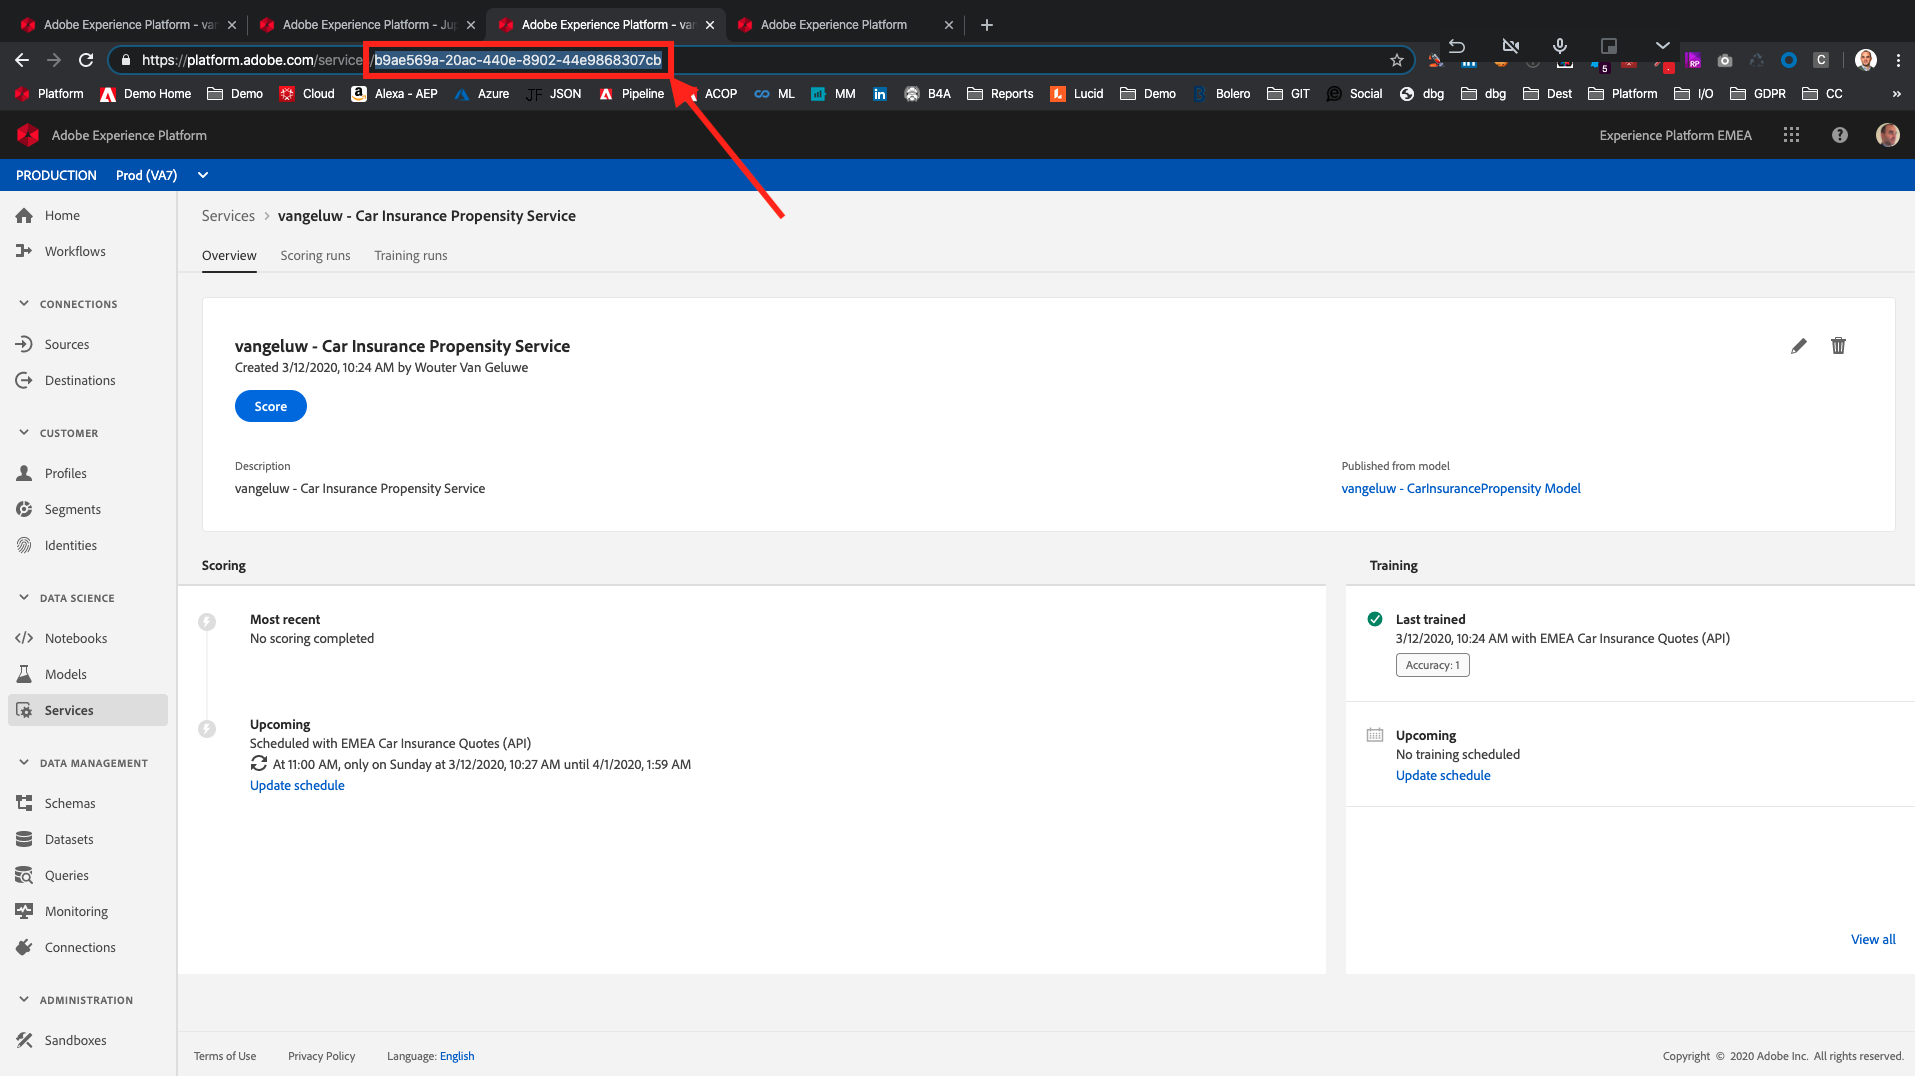 Adobe Experience Platform - var
Adobe Experience Platform - Jup
Adobe Experience Platform - var
Adobe Experience Platform
https://platform.adobe.com/service/b9ae569a-20ac-440e-8902-44e9868307cb
5
RP
C
Platform
Demo Home
Demo
Cloud
a
Alexa - AEP
Azure
JF
JSON
Pipeline
ACOP
ML
MM
in
B4A
Reports
Lucid
Demo
Bolero
GIT
Social
dbg
dbg
Dest
Platform
I/O
GDPR
CC
»
Adobe Experience Platform
Experience Platform EMEA
PRODUCTION
Prod (VA7)
Home
Workflows
CONNECTIONS
Sources
Destinations
CUSTOMER
Profiles
Segments
Identities
DATA SCIENCE
Notebooks
Models
Services
DATA MANAGEMENT
Schemas
Datasets
Queries
Monitoring
Connections
ADMINISTRATION
Sandboxes
Services > vangeluw - Car Insurance Propensity Service
Overview
Scoring runs
Training runs
vangeluw - Car Insurance Propensity Service
Created 3/12/2020, 10:24 AM by Wouter Van Geluwe
Score
Description
vangeluw - Car Insurance Propensity Service
Published from model
vangeluw - CarInsurancePropensity Model
Scoring
Most recent
No scoring completed
Upcoming
Scheduled with EMEA Car Insurance Quotes (API)
At 11:00 AM, only on Sunday at 3/12/2020, 10:27 AM until 4/1/2020, 1:59 AM
Update schedule
Training
Last trained
3/12/2020, 10:24 AM with EMEA Car Insurance Quotes (API)
Accuracy: 1
Upcoming
No training scheduled
Update schedule
View all
Terms of Use
Privacy Policy
Language: English
Copyright © 2020 Adobe Inc. All rights reserved.